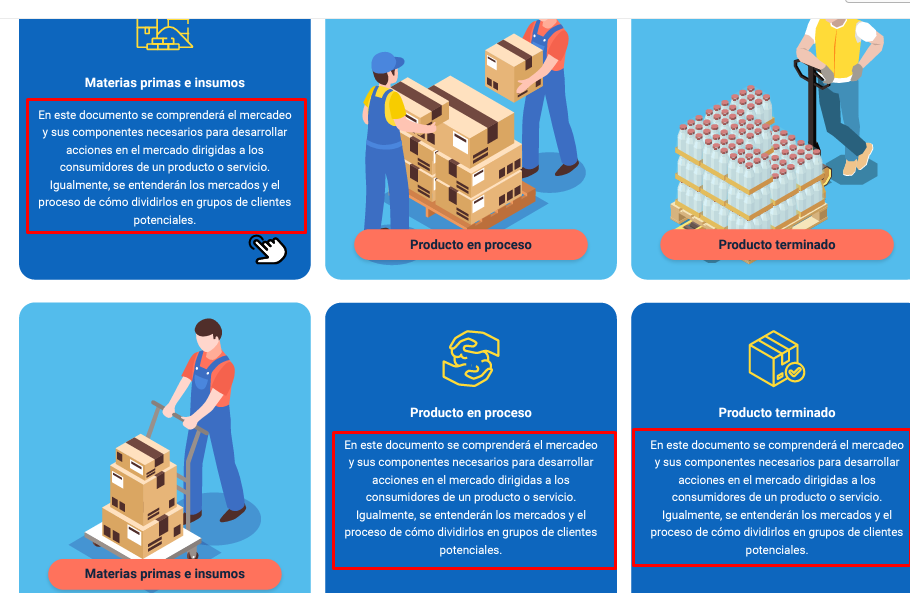 Materias primas e insumos
En este documento se comprenderá el mercadeo
y sus componentes necesarios para desarrollar
acciones en el mercado dirigidas a los
consumidores de un producto o servicio.
Igualmente, se entenderán los mercados y el
proceso de cómo dividirlos en grupos de clientes
potenciales.
Producto en proceso
Producto terminado
Materias primas e insumos
Producto en proceso
En este documento se comprenderá el mercadeo
y sus componentes necesarios para desarrollar
acciones en el mercado dirigidas a los
consumidores de un producto o servicio.
Igualmente, se entenderán los mercados y el
proceso de cómo dividirlos en grupos de clientes
potenciales.
Producto terminado
En este documento se comprenderá el mercadeo
y sus componentes necesarios para desarrollar
acciones en el mercado dirigidas a los
consumidores de un producto o servicio.
Igualmente, se entenderán los mercados y el
proceso de cómo dividirlos en grupos de clientes
potenciales.